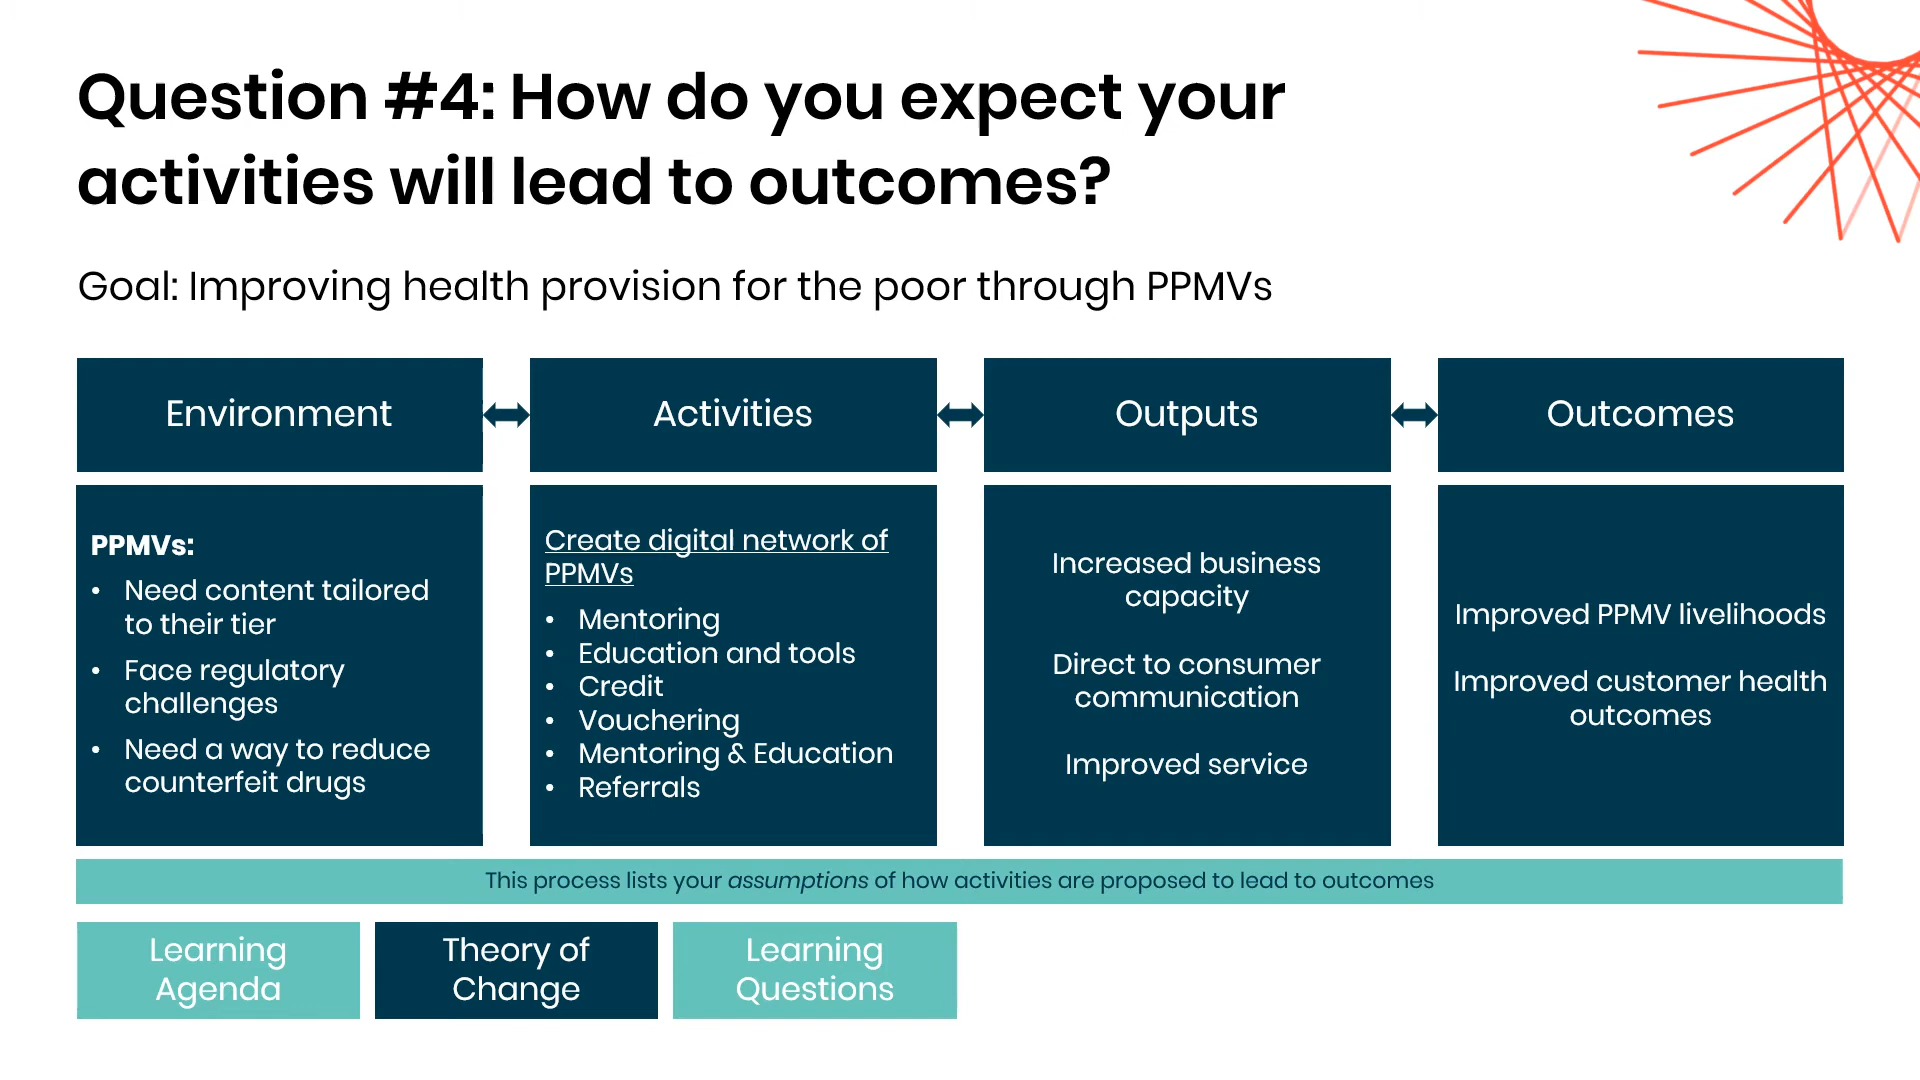 Question #4: How do you expect your
activities will lead to outcomes?
Goal: Improving health provision for the poor through PPMVs
Environment
Activities
Outputs
Outcomes
PPMVs:
• Need content tailored
to their tier
• Face regulatory
challenges
• Need a way to reduce
counterfeit drugs
Create digital network of
PPMVs
• Mentoring
• Education and tools
• Credit
• Vouchering
• Mentoring & Education
• Referrals
Increased business
capacity
Direct to consumer
communication
Improved service
Improved PPMV livelihoods
Improved customer health
outcomes
This process lists your assumptions of how activities are proposed to lead to outcomes
Learning
Agenda
Theory of
Change
Learning
Questions